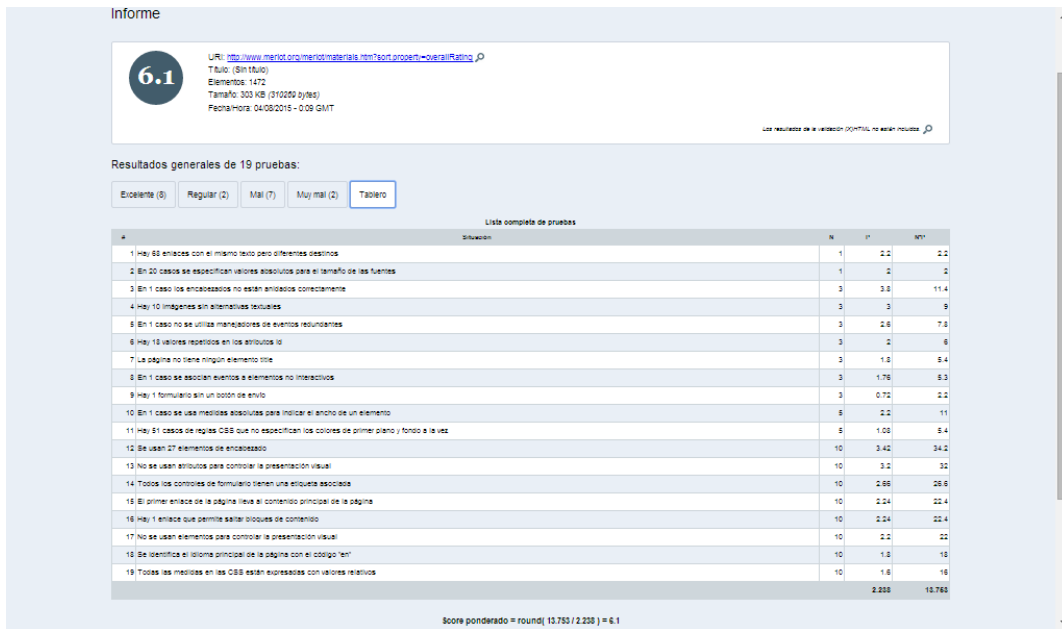 Informe
6.1
URI: http://www.merlot.org/merlot/materials.htm?sort.property=overallRating
Título: (Sin título)
Elementos: 1472
Tamaño: 303 KB (310269 bytes)
Fecha/Hora: 04/08/2015 - 0:09 GMT
Los resultados de la validación (X)HTML no están incluidos.
Resultados generales de 19 pruebas:
Excelente (8) Regular (2) Mal (7) Muy mal (2) Tablero
Lista completa de pruebas
# Situación N I* N*I*
1 Hay 68 enlaces con el mismo texto pero diferentes destinos 1 2.2 2.2
2 En 20 casos se especifican valores absolutos para el tamaño de las fuentes 1 2 2
3 En 1 caso los encabezados no están anidados correctamente 3 3.8 11.4
4 Hay 10 imágenes sin alternativas textuales 3 3 9
5 En 1 caso no se utiliza manejadores de eventos redundantes 3 2.6 7.8
6 Hay 18 valores repetidos en los atributos id 3 2 6
7 La página no tiene ningún elemento title 3 1.8 5.4
8 En 1 caso se asocian eventos a elementos no interactivos 3 1.76 5.3
9 Hay 1 formulario sin un botón de envío 3 0.72 2.2
10 En 1 caso se usa medidas absolutas para indicar el ancho de un elemento 5 2.2 11
11 Hay 51 casos de reglas CSS que no especifican los colores de primer plano y fondo a la vez 5 1.08 5.4
12 Se usan 27 elementos de encabezado 10 3.42 34.2
13 No se usan atributos para controlar la presentación visual 10 3.2 32
14 Todos los controles de formulario tienen una etiqueta asociada 10 2.66 26.6
15 El primer enlace de la página lleva al contenido principal de la página 10 2.24 22.4
16 Hay 1 enlace que permite saltar bloques de contenido 10 2.24 22.4
17 No se usan elementos para controlar la presentación visual 10 2.2 22
18 Se identifica el idioma principal de la página con el código "en" 10 1.8 18
19 Todas las medidas en las CSS están expresadas con valores relativos 10 1.6 16
2.238 13.753
Score ponderado = round( 13.753 / 2.238 ) = 6.1